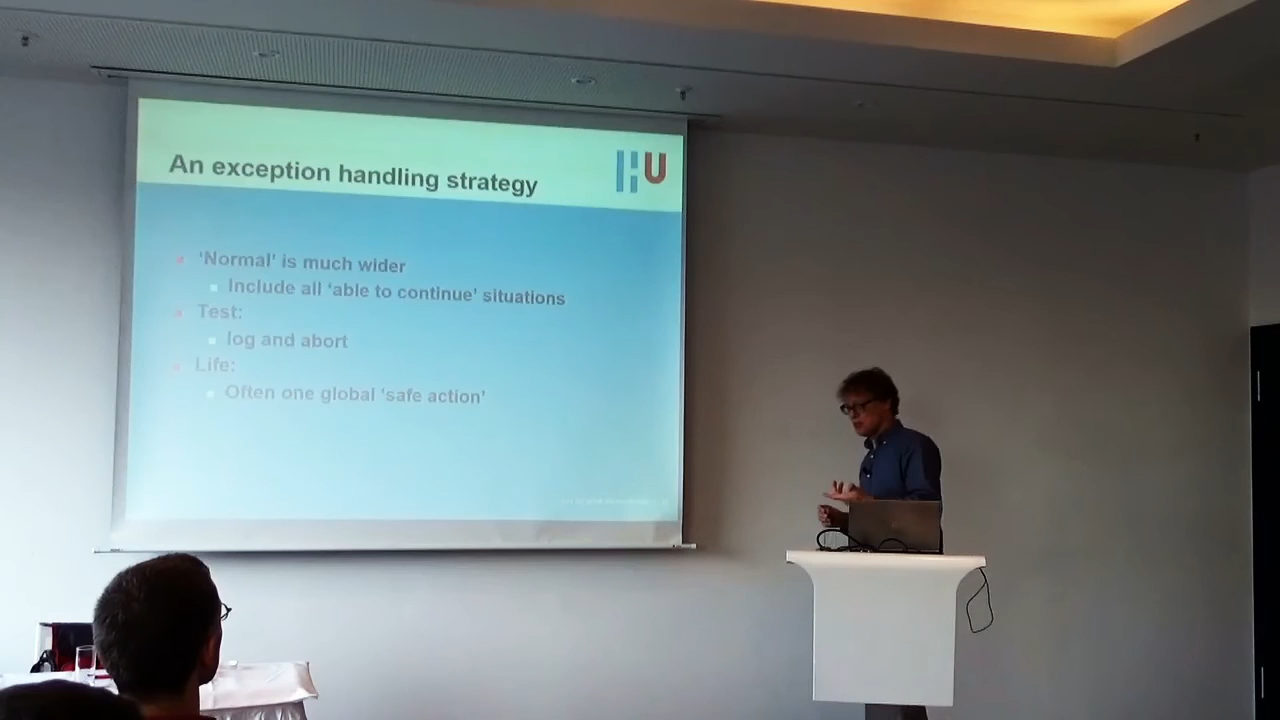 An exception handling strategy
HU
‘Normal’ is much wider
Include all ‘able to continue’ situations
Test:
log and abort
Life:
Often one global ‘safe action’